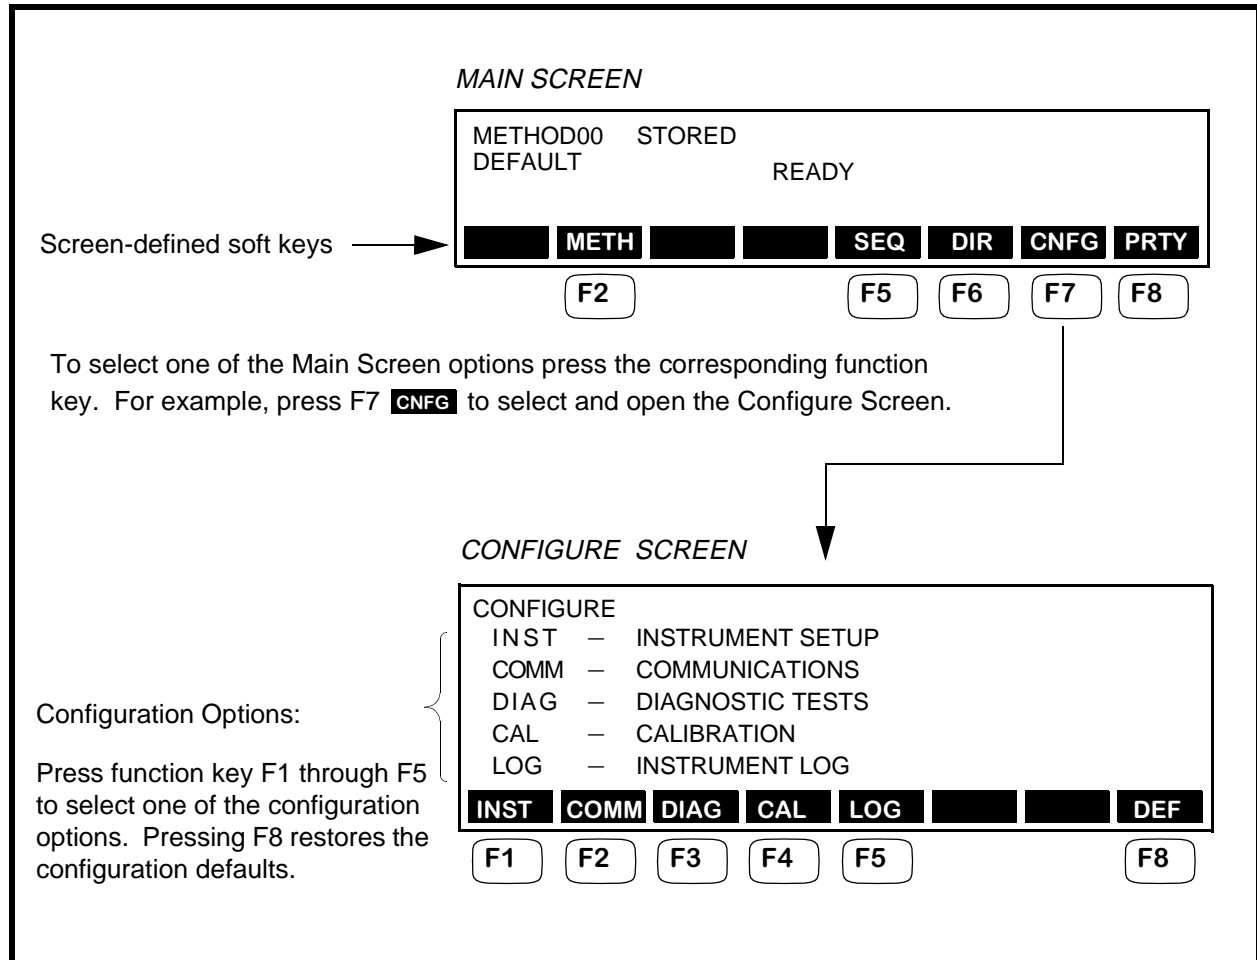 MAIN SCREEN
METHOD00 STORED
DEFAULT
READY
Screen-defined soft keys
METH SEQ DIR CNFG PRTY
F2 F5 F6 F7 F8
To select one of the Main Screen options press the corresponding function
key. For example, press F7 CNFG to select and open the Configure Screen.
CONFIGURE SCREEN
CONFIGURE
INST – INSTRUMENT SETUP
COMM – COMMUNICATIONS
DIAG – DIAGNOSTIC TESTS
CAL – CALIBRATION
LOG – INSTRUMENT LOG
Configuration Options:
Press function key F1 through F5
to select one of the configuration
options. Pressing F8 restores the
configuration defaults.
INST COMM DIAG CAL LOG DEF
F1 F2 F3 F4 F5 F8